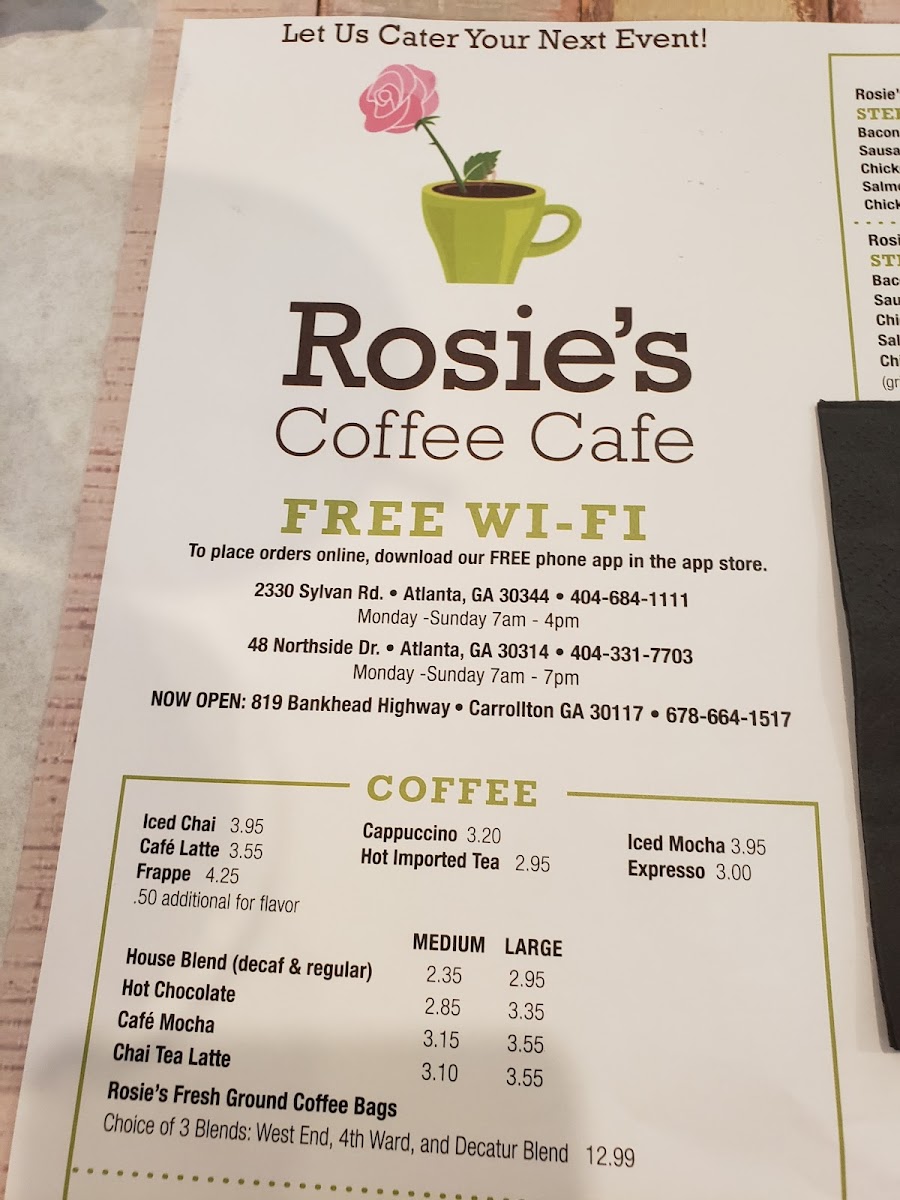 Let Us Cater Your Next Event!
Rosie's
Coffee Cafe
FREE WI-FI
To place orders online, download our FREE phone app in the app store.
2330 Sylvan Rd. • Atlanta, GA 30344 • 404-684-1111
Monday -Sunday 7am - 4pm
48 Northside Dr. • Atlanta, GA 30314 • 404-331-7703
Monday -Sunday 7am - 7pm
NOW OPEN: 819 Bankhead Highway • Carrollton GA 30117 • 678-664-1517
COFFEE
Iced Chai 3.95
Café Latte 3.55
Frappe 4.25
.50 additional for flavor
Cappuccino 3.20
Hot Imported Tea 2.95
Iced Mocha 3.95
Expresso 3.00
MEDIUM LARGE
House Blend (decaf & regular) 2.35 2.95
Hot Chocolate 2.85 3.35
Café Mocha 3.15 3.55
Chai Tea Latte 3.10 3.55
Rosie's Fresh Ground Coffee Bags
Choice of 3 Blends: West End, 4th Ward, and Decatur Blend 12.99
Rosie'
Bacon